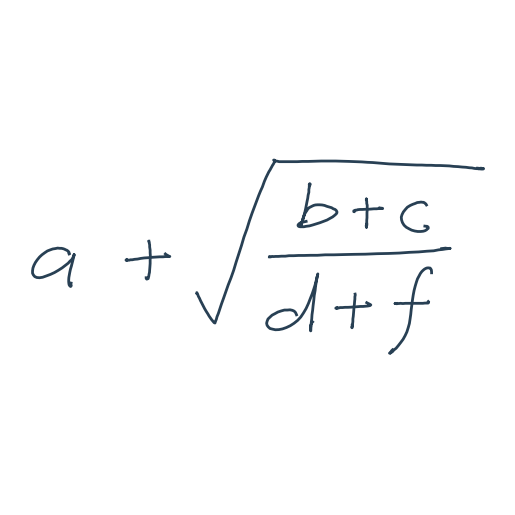 a + √((b+c)/(d+f))